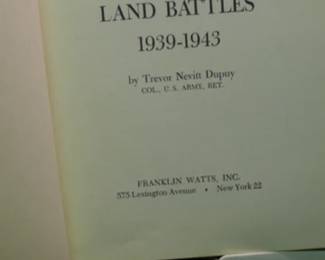 LAND BATTLES
1939-1943
by Trevor Nevitt Dupuy
COL., U.S. ARMY, RET.
FRANKLIN WATTS, INC.
575 Lexington Avenue • New York 22